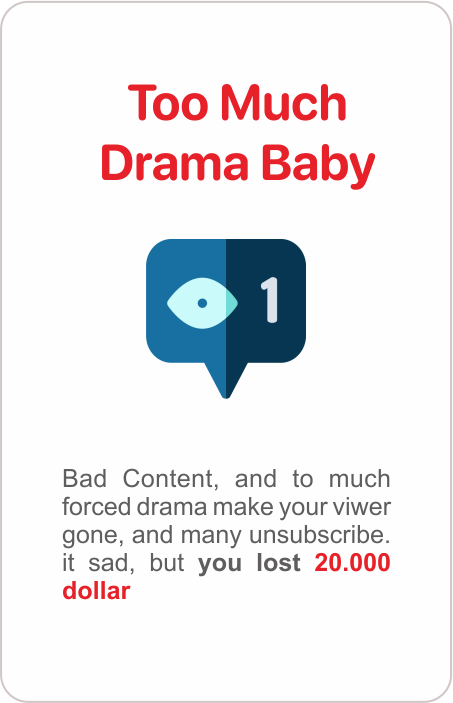 Too Much
Drama Baby
1
Bad Content, and to much
forced drama make your viwer
gone, and many unsubscribe.
it sad, but you lost 20.000
dollar